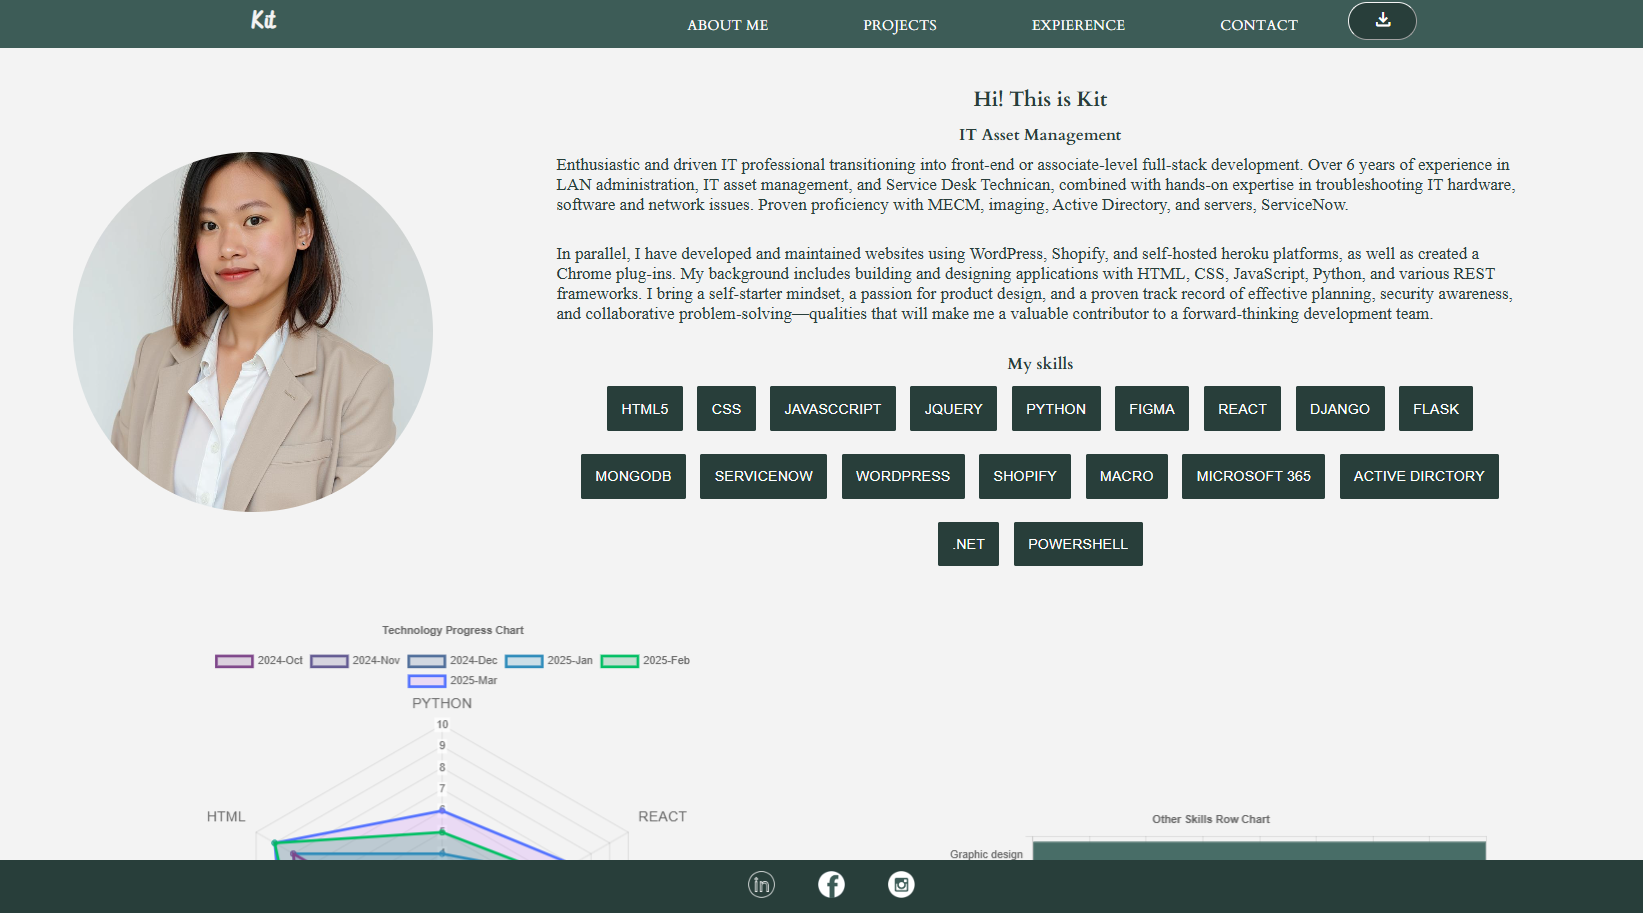 Kit
ABOUT ME
PROJECTS
EXPIERENCE
CONTACT
Hi! This is Kit
IT Asset Management
Enthusiastic and driven IT professional transitioning into front-end or associate-level full-stack development. Over 6 years of experience in
LAN administration, IT asset management, and Service Desk Technican, combined with hands-on expertise in troubleshooting IT hardware,
software and network issues. Proven proficiency with MECM, imaging, Active Directory, and servers, ServiceNow.
In parallel, I have developed and maintained websites using WordPress, Shopify, and self-hosted heroku platforms, as well as created a
Chrome plug-ins. My background includes building and designing applications with HTML, CSS, JavaScript, Python, and various REST
frameworks. I bring a self-starter mindset, a passion for product design, and a proven track record of effective planning, security awareness,
and collaborative problem-solving—qualities that will make me a valuable contributor to a forward-thinking development team.
My skills
HTML5
CSS
JAVASCCRIPT
JQUERY
PYTHON
FIGMA
REACT
DJANGO
FLASK
MONGODB
SERVICENOW
WORDPRESS
SHOPIFY
MACRO
MICROSOFT 365
ACTIVE DIRCTORY
.NET
POWERSHELL
Technology Progress Chart
2024-Oct
2024-Nov
2024-Dec
2025-Jan
2025-Feb
2025-Mar
PYTHON
10
9
8
7
6
5
4
HTML
REACT
Other Skills Row Chart
Graphic design
in
f